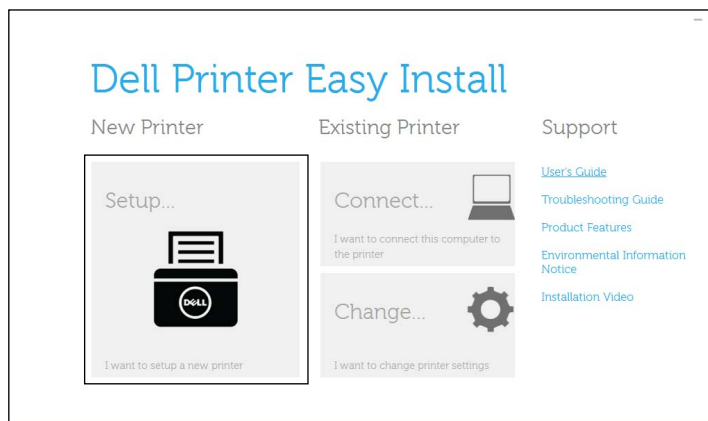 Dell Printer Easy Install
New Printer
Setup...
DELL
I want to setup a new printer
Existing Printer
Connect...
I want to connect this computer to
the printer
Change...
I want to change printer settings
Support
User's Guide
Troubleshooting Guide
Product Features
Environmental Information
Notice
Installation Video